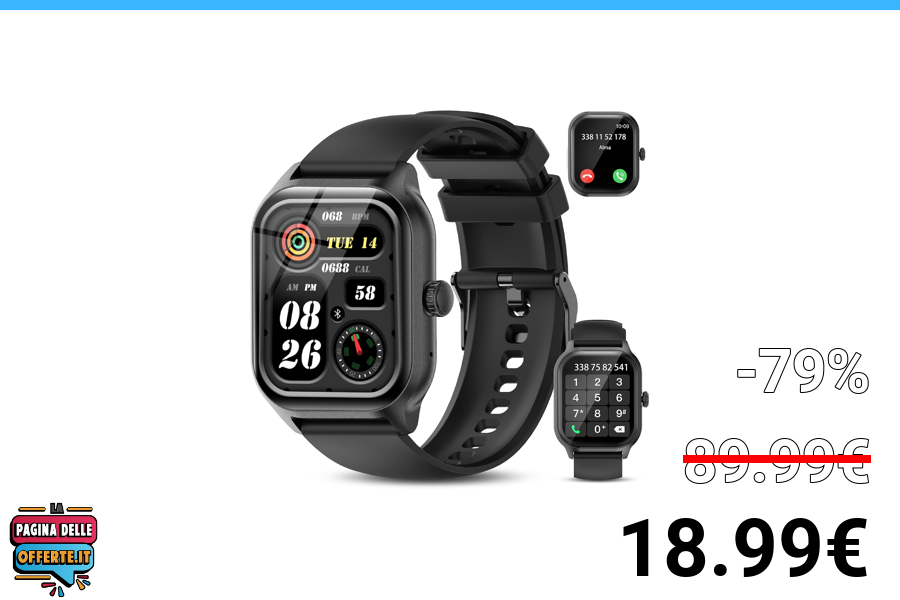 068 BPM
TUE 14
0688 CAL
AM PM
58
08
26
10:09
338 11 52 178
Alma
338 75 82 541
1 2 3
4 5 6
7* 8 9#
0+
-79%
89.99€
18.99€
LA
PAGINA DELLE
OFFERTE.IT